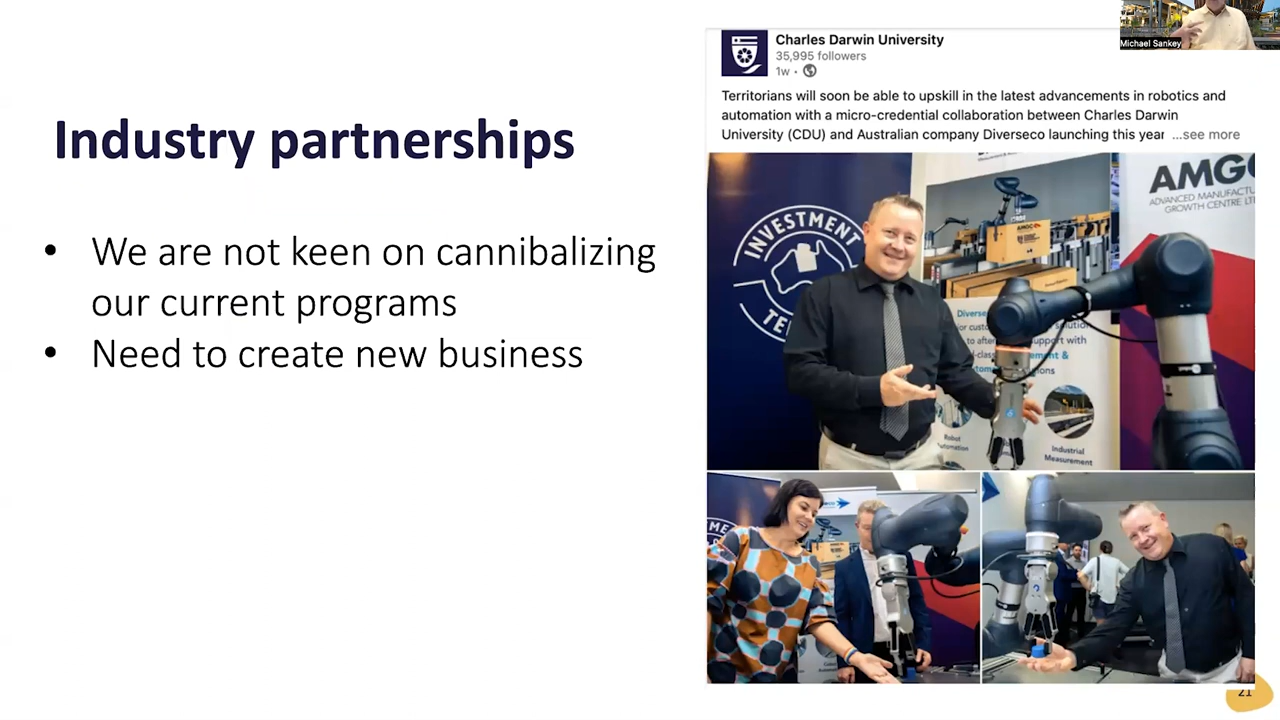 Michael Sankey
Charles Darwin University
35,995 followers
1w •
Territorians will soon be able to upskill in the latest advancements in robotics and
automation with a micro-credential collaboration between Charles Darwin
University (CDU) and Australian company Diverseco launching this year ...see more
Industry partnerships
• We are not keen on cannibalizing
our current programs
• Need to create new business
INVESTMENT
AMGC
ADVANCED MANUFACTU
GROWTH CENTRE LT
Robot
Industrial
Measurement
21